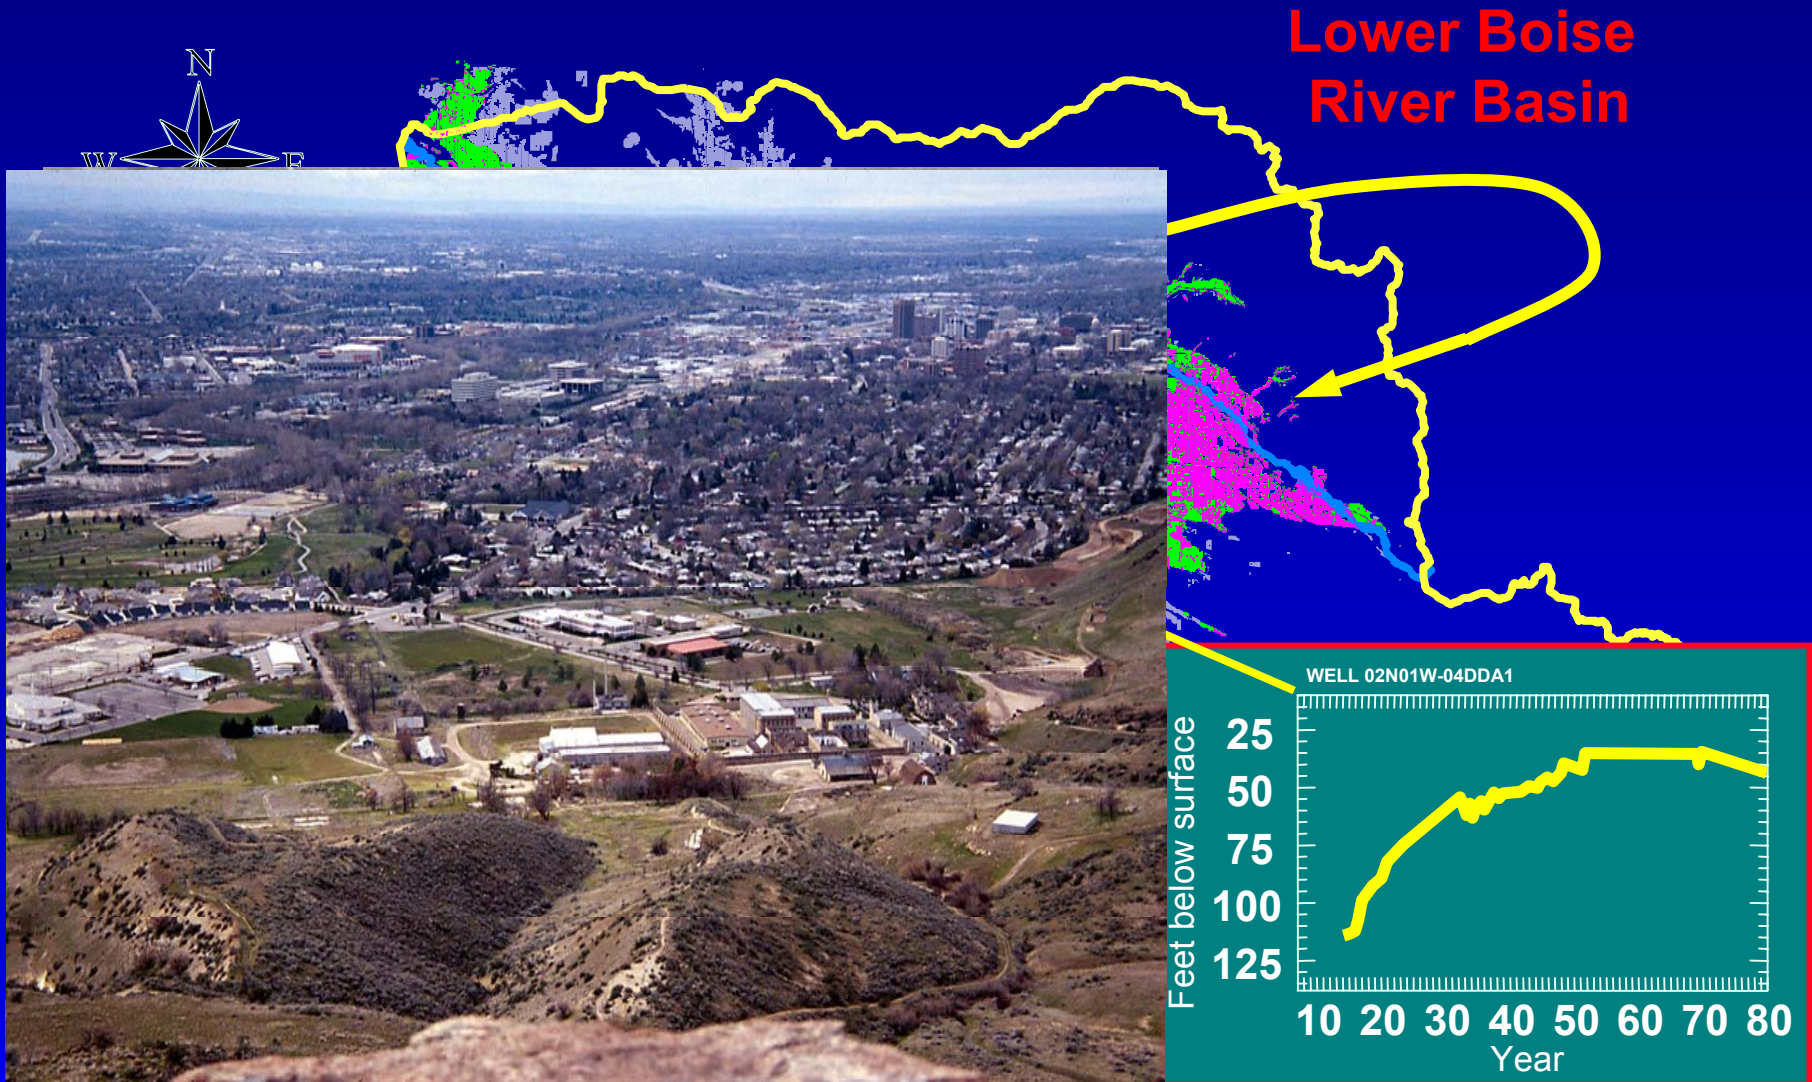 Lower Boise
River Basin
N
W E
WELL 02N01W-04DDA1
Feet below surface
25
50
75
100
125
10 20 30 40 50 60 70 80
Year